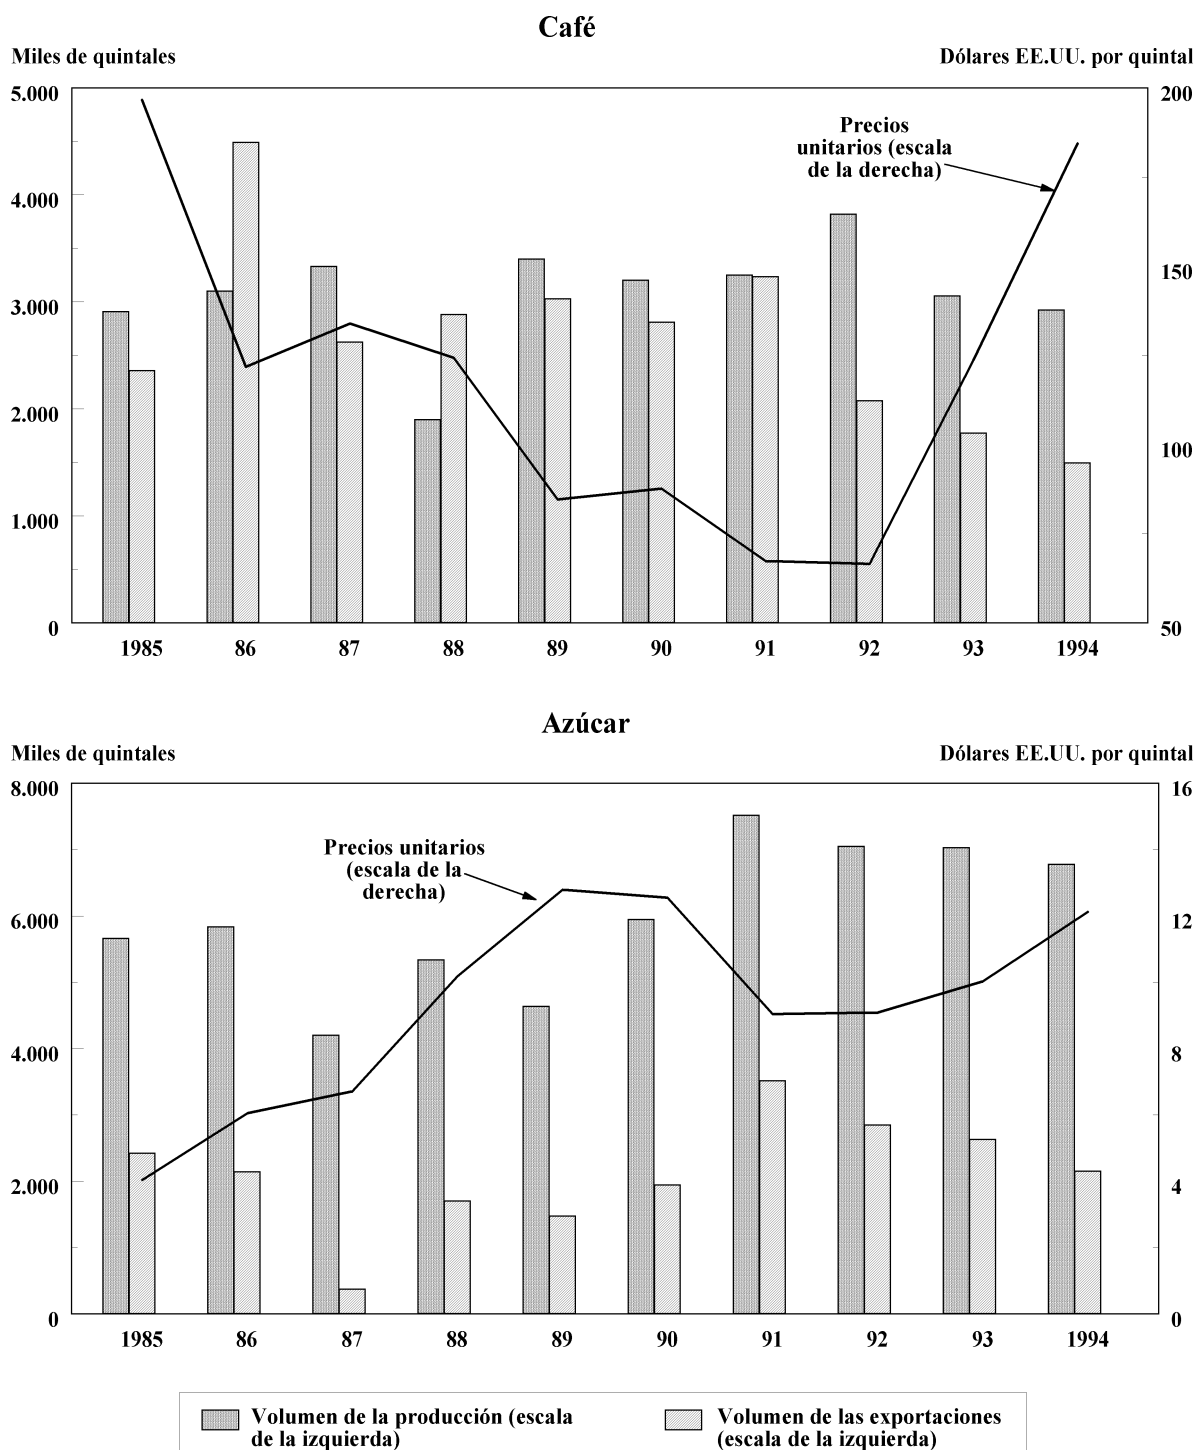 Café
Miles de quintales
Dólares EE.UU. por quintal
5.000
4.000
3.000
2.000
1.000
0
Precios
unitarios (escala
de la derecha)
200
150
100
50
1985 86 87 88 89 90 91 92 93 1994
Azúcar
Miles de quintales
Dólares EE.UU. por quintal
8.000
6.000
4.000
2.000
0
Precios unitarios
(escala de la
derecha)
16
12
8
4
0
1985 86 87 88 89 90 91 92 93 1994
Volumen de la producción (escala
de la izquierda)
Volumen de las exportaciones
(escala de la izquierda)